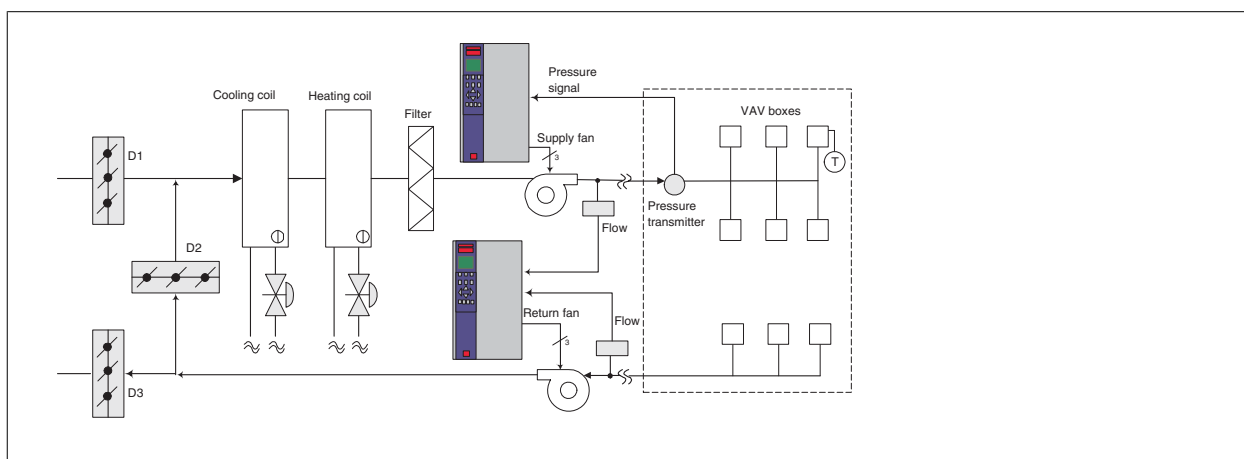 Cooling coil
Heating coil
Filter
Pressure
signal
VAV boxes
D1
Supply fan
3
T
Pressure
transmitter
Flow
D2
Return fan
3
Flow
D3